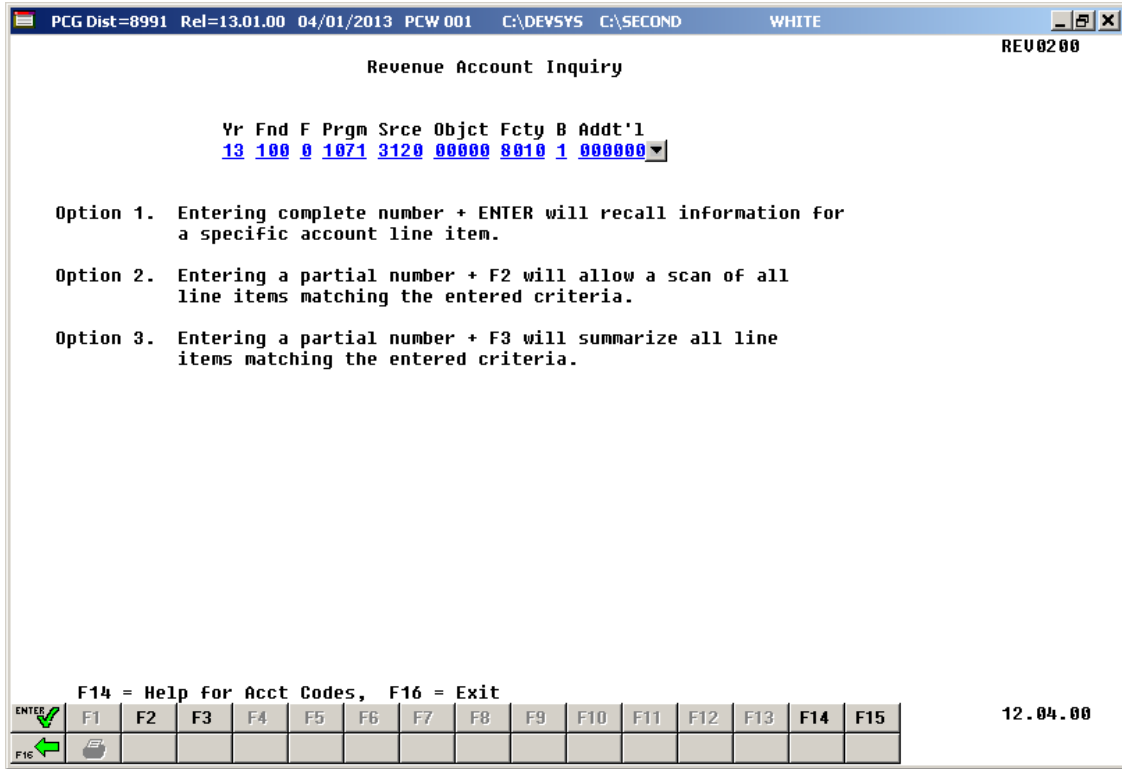 PCG Dist=8991 Rel=13.01.00 04/01/2013 PCW 001 C:\DEVSYS C:\SECOND WHITE
REV0200
Revenue Account Inquiry
Yr Fnd F Prgm Srce Objct Fcty B Addt'l
13 100 0 1071 3120 00000 8010 1 000000
Option 1. Entering complete number + ENTER will recall information for
a specific account line item.
Option 2. Entering a partial number + F2 will allow a scan of all
line items matching the entered criteria.
Option 3. Entering a partial number + F3 will summarize all line
items matching the entered criteria.
F14 = Help for Acct Codes, F16 = Exit
ENTER F1 F2 F3 F4 F5 F6 F7 F8 F9 F10 F11 F12 F13 F14 F15
12.04.00
F16